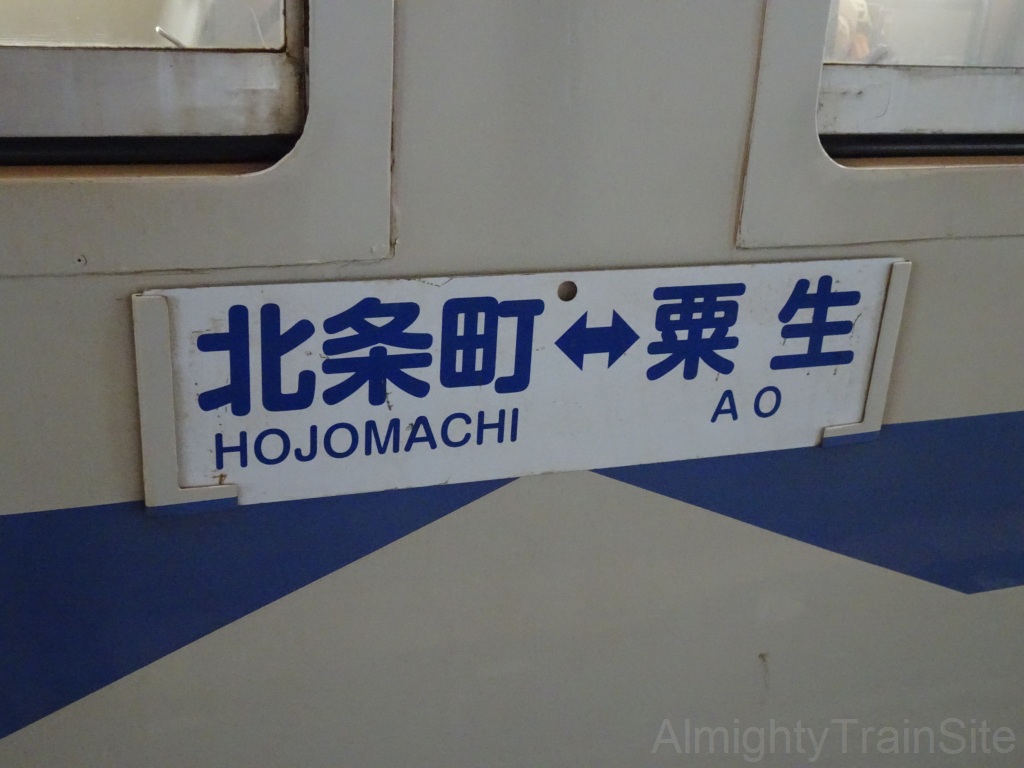 北条町↔粟生
HOJOMACHI AO
AlmightyTrainSite